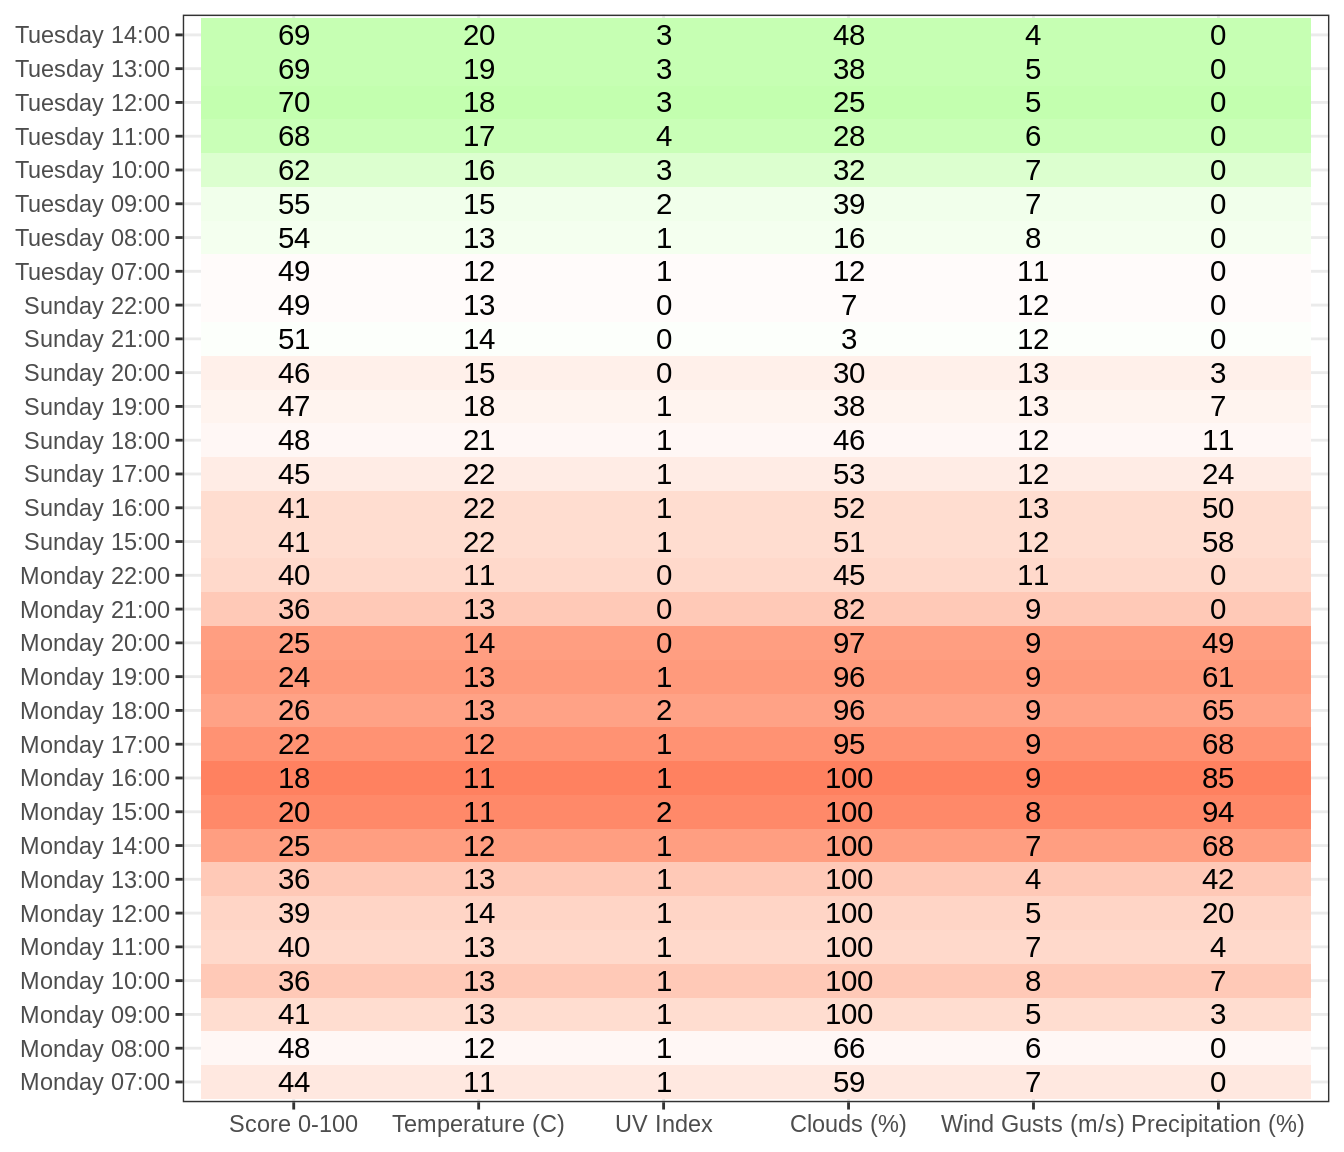 Tuesday 14:00 69 20 3 48 4 0
Tuesday 13:00 69 19 3 38 5 0
Tuesday 12:00 70 18 3 25 5 0
Tuesday 11:00 68 17 4 28 6 0
Tuesday 10:00 62 16 3 32 7 0
Tuesday 09:00 55 15 2 39 7 0
Tuesday 08:00 54 13 1 16 8 0
Tuesday 07:00 49 12 1 12 11 0
Sunday 22:00 49 13 0 7 12 0
Sunday 21:00 51 14 0 3 12 0
Sunday 20:00 46 15 0 30 13 3
Sunday 19:00 47 18 1 38 13 7
Sunday 18:00 48 21 1 46 12 11
Sunday 17:00 45 22 1 53 12 24
Sunday 16:00 41 22 1 52 13 50
Sunday 15:00 41 22 1 51 12 58
Monday 22:00 40 11 0 45 11 0
Monday 21:00 36 13 0 82 9 0
Monday 20:00 25 14 0 97 9 49
Monday 19:00 24 13 1 96 9 61
Monday 18:00 26 13 2 96 9 65
Monday 17:00 22 12 1 95 9 68
Monday 16:00 18 11 1 100 9 85
Monday 15:00 20 11 2 100 8 94
Monday 14:00 25 12 1 100 7 68
Monday 13:00 36 13 1 100 4 42
Monday 12:00 39 14 1 100 5 20
Monday 11:00 40 13 1 100 7 4
Monday 10:00 36 13 1 100 8 7
Monday 09:00 41 13 1 100 5 3
Monday 08:00 48 12 1 66 6 0
Monday 07:00 44 11 1 59 7 0
Score 0-100 Temperature (C) UV Index Clouds (%) Wind Gusts (m/s) Precipitation (%)